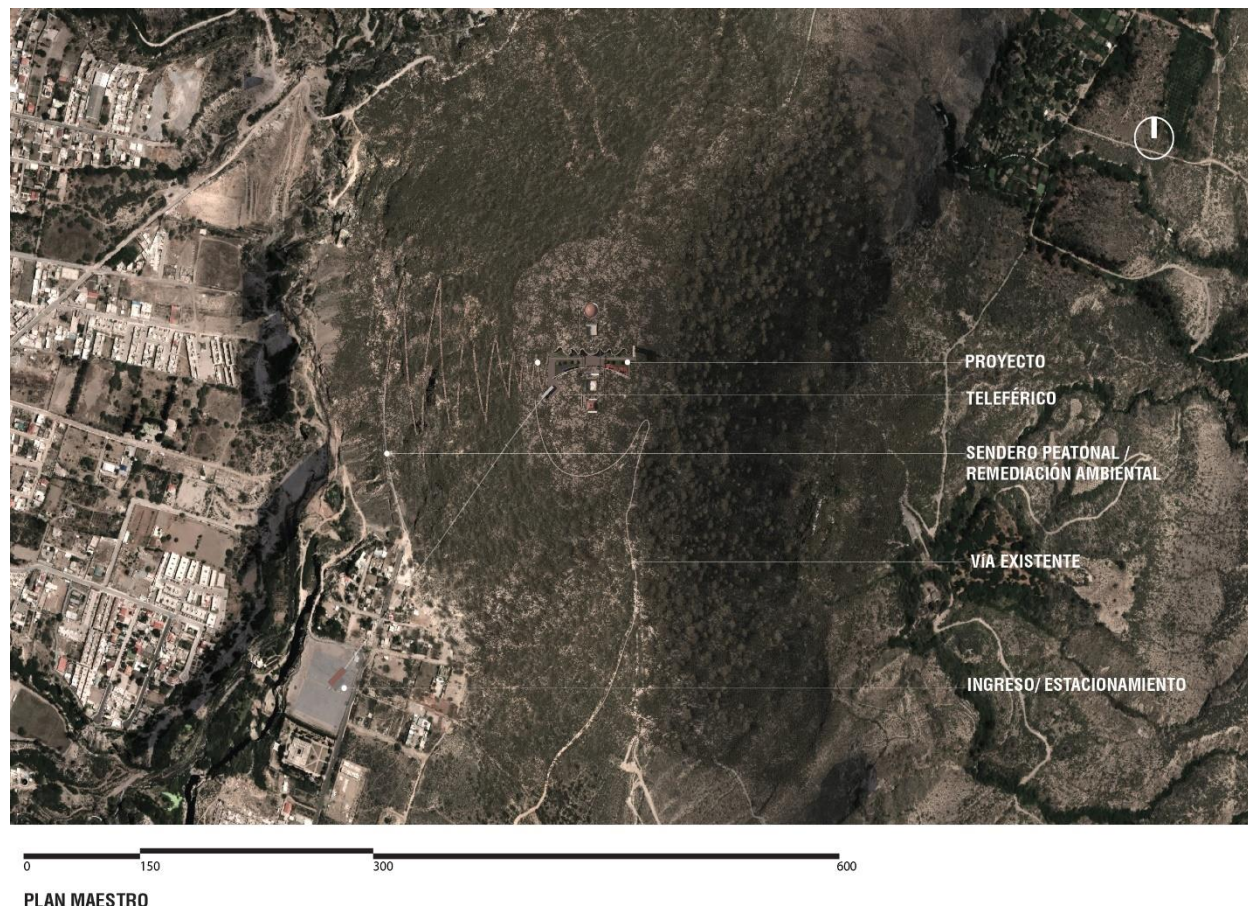 PROYECTO
TELEFÉRICO
SENDERO PEATONAL /
REMEDIACIÓN AMBIENTAL
VÍA EXISTENTE
INGRESO/ ESTACIONAMIENTO
0 150 300 600
PLAN MAESTRO